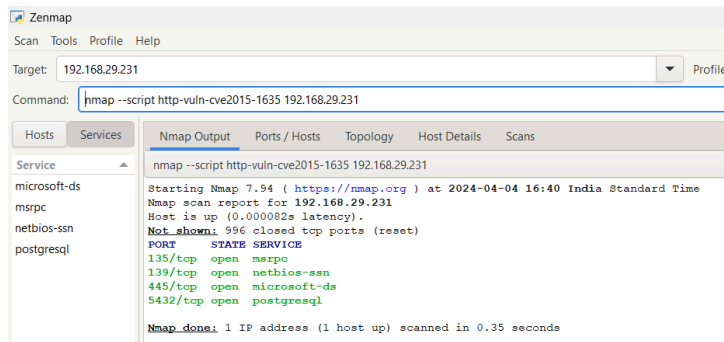 Zenmap
Scan Tools Profile Help
Target: 192.168.29.231 Profile
Command: nmap --script http-vuln-cve2015-1635 192.168.29.231
Hosts Services Nmap Output Ports / Hosts Topology Host Details Scans
Service nmap --script http-vuln-cve2015-1635 192.168.29.231
microsoft-ds
msrpc
netbios-ssn
postgresql
Starting Nmap 7.94 ( https://nmap.org ) at 2024-04-04 16:40 India Standard Time
Nmap scan report for 192.168.29.231
Host is up (0.000082s latency).
Not shown: 996 closed tcp ports (reset)
PORT STATE SERVICE
135/tcp open msrpc
139/tcp open netbios-ssn
445/tcp open microsoft-ds
5432/tcp open postgresql
Nmap done: 1 IP address (1 host up) scanned in 0.35 seconds